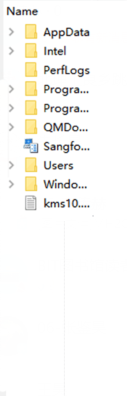 Name
AppData
Intel
PerfLogs
Progra...
Progra...
QMDo...
Sangfo...
Users
Windo...
kms10....